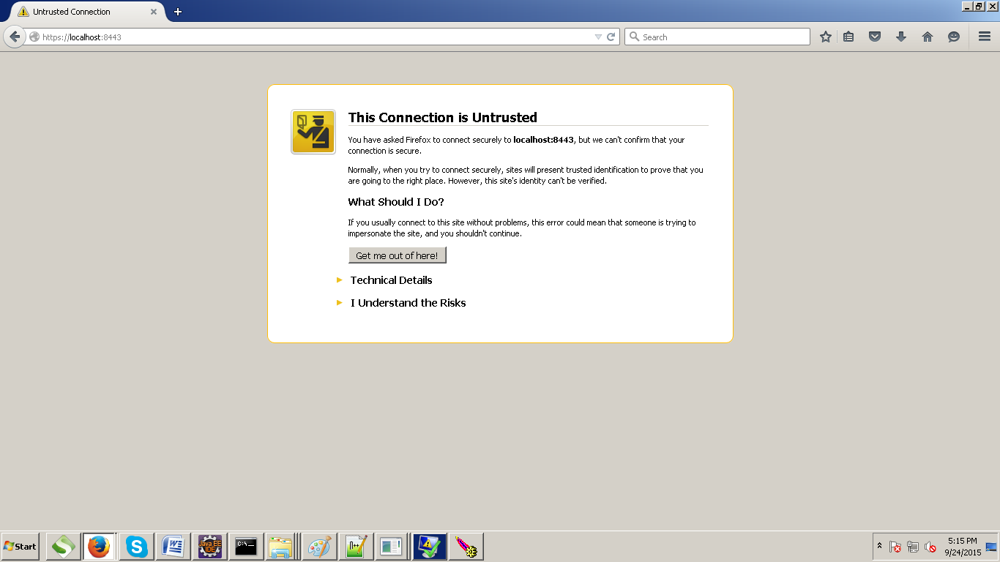 Untrusted Connection
https://localhost:8443
Search
This Connection is Untrusted
You have asked Firefox to connect securely to localhost:8443, but we can't confirm that your
connection is secure.
Normally, when you try to connect securely, sites will present trusted identification to prove that you
are going to the right place. However, this site's identity can't be verified.
What Should I Do?
If you usually connect to this site without problems, this error could mean that someone is trying to
impersonate the site, and you shouldn't continue.
Get me out of here!
Technical Details
I Understand the Risks
Start
Java EE
IDE
C:\_
5:15 PM
9/24/2015